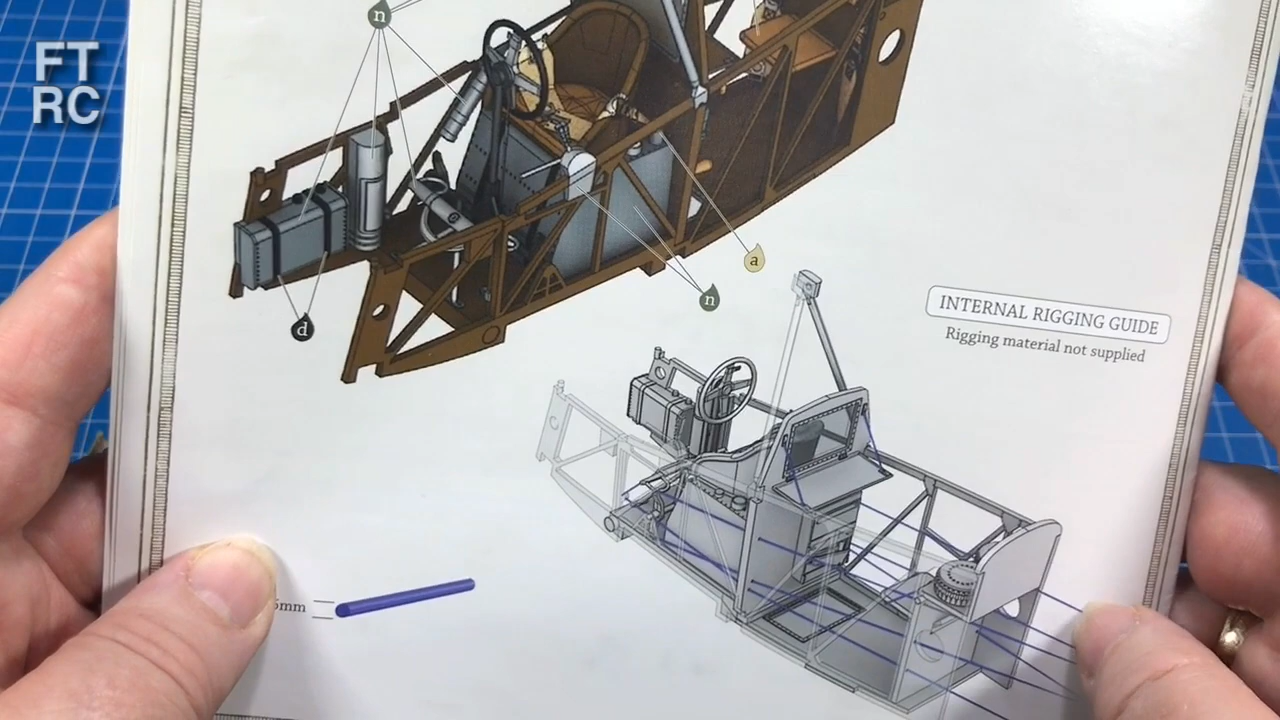 FT
RC
n
a
n
d
INTERNAL RIGGING GUIDE
Rigging material not supplied